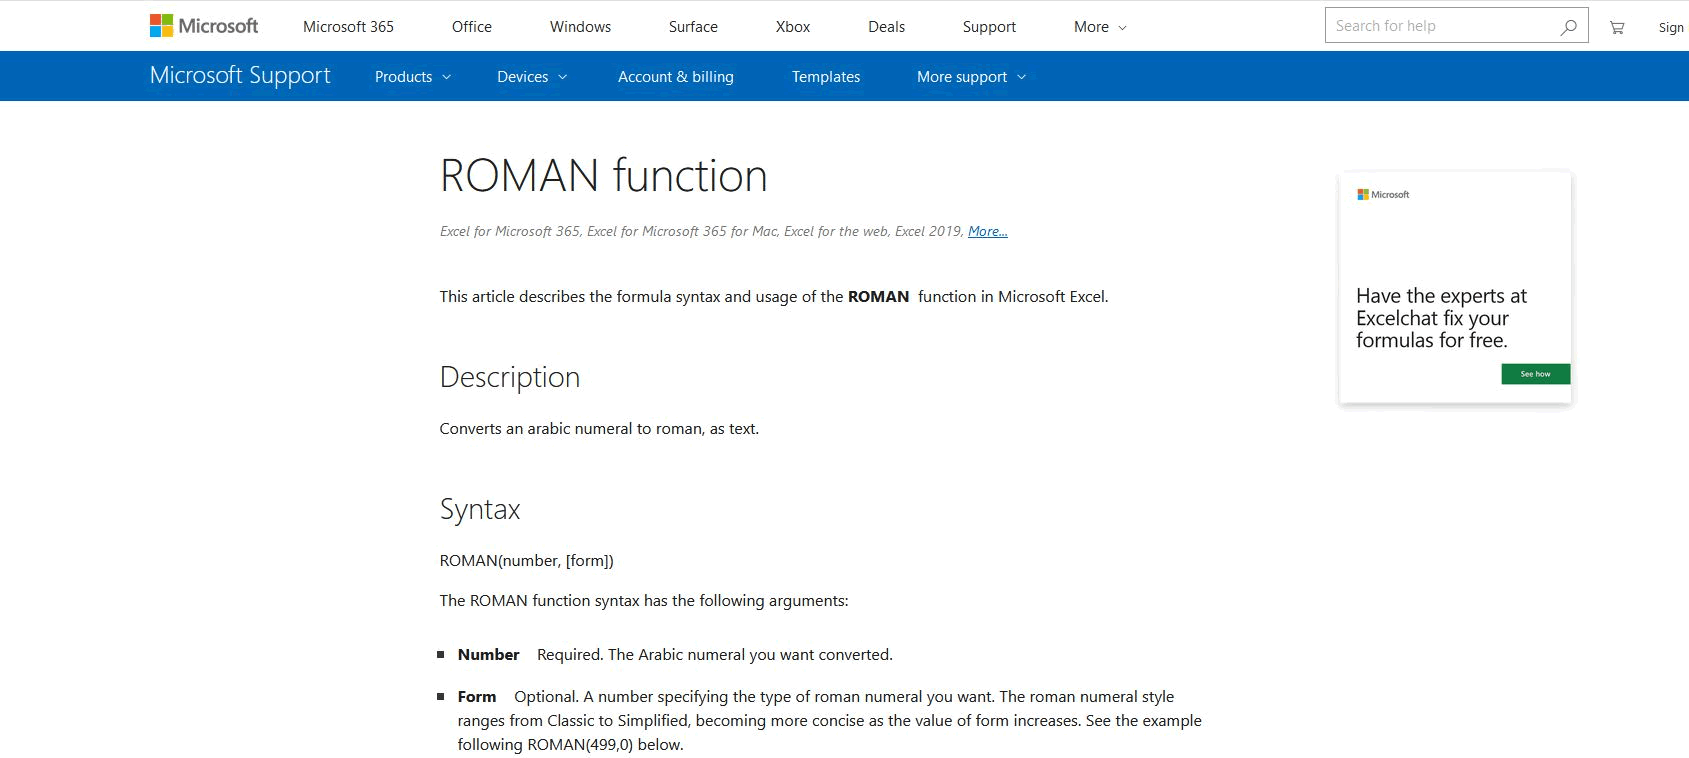 Microsoft Microsoft 365 Office Windows Surface Xbox Deals Support More Search for help Sign
Microsoft Support Products Devices Account & billing Templates More support
ROMAN function
Excel for Microsoft 365, Excel for Microsoft 365 for Mac, Excel for the web, Excel 2019, More...
This article describes the formula syntax and usage of the ROMAN function in Microsoft Excel.
Description
Converts an arabic numeral to roman, as text.
Syntax
ROMAN(number, [form])
The ROMAN function syntax has the following arguments:
Number Required. The Arabic numeral you want converted.
Form Optional. A number specifying the type of roman numeral you want. The roman numeral style
ranges from Classic to Simplified, becoming more concise as the value of form increases. See the example
following ROMAN(499,0) below.
Microsoft
Have the experts at
Excelchat fix your
formulas for free.
See how